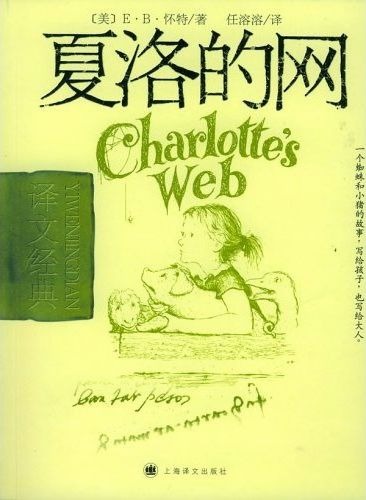 〔美〕E·B·怀特/著 任溶溶/译
夏洛的网
Charlotte's
Web
译文经典
YIWENJINGDIAN
一个蜘蛛和小猪的故事，写给孩子，也写给大人。
上海译文出版社